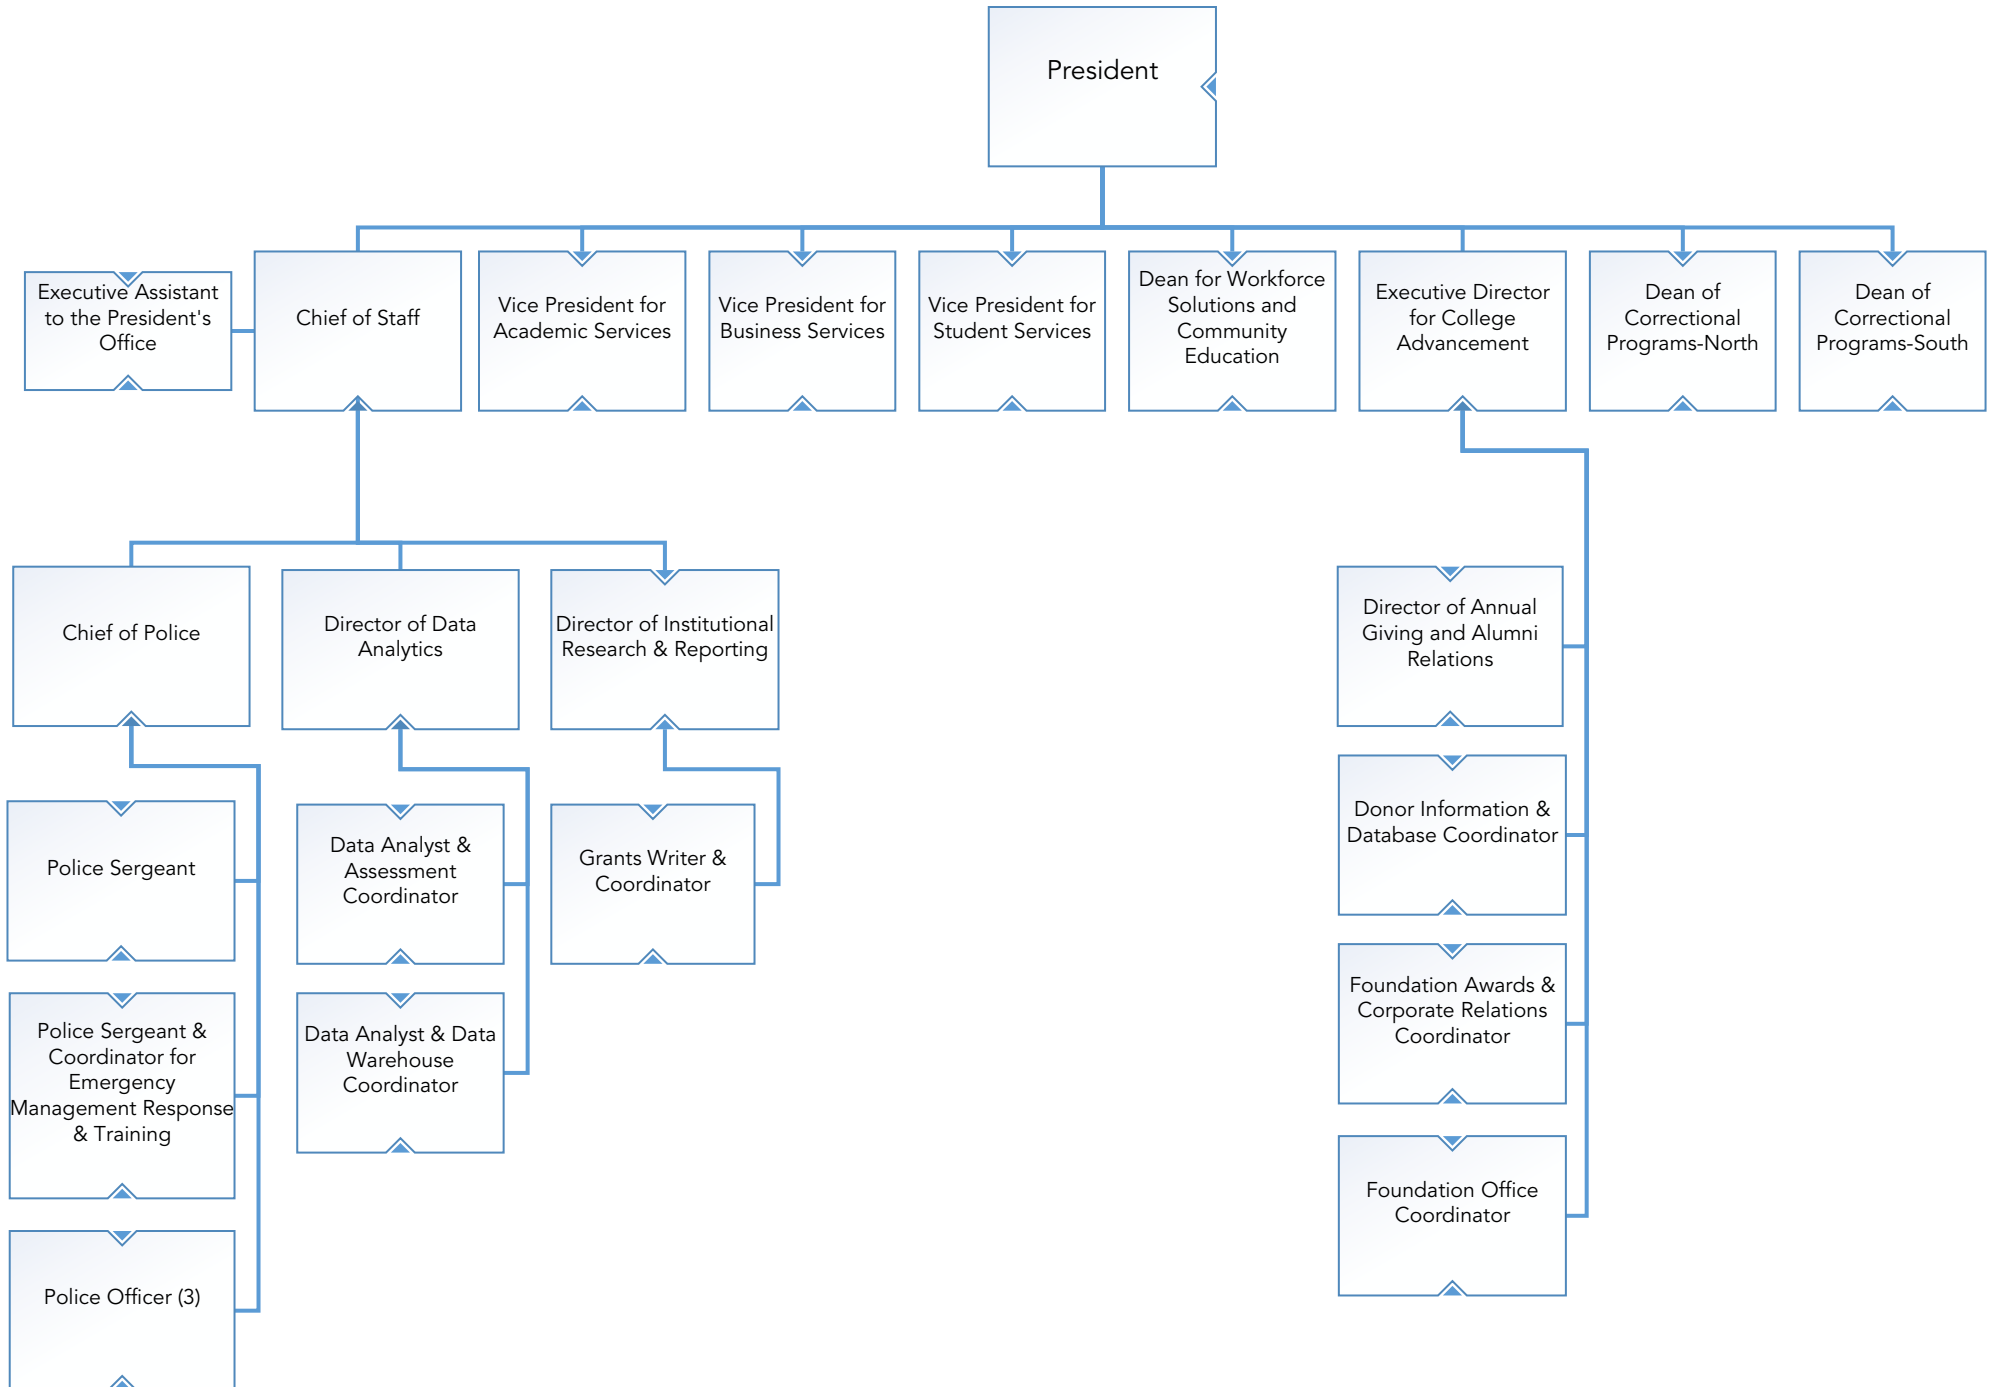 President
Executive Assistant
to the President's
Office
Chief of Staff
Vice President for
Academic Services
Vice President for
Business Services
Vice President for
Student Services
Dean for Workforce
Solutions and
Community
Education
Executive Director
for College
Advancement
Dean of
Correctional
Programs-North
Dean of
Correctional
Programs-South
Chief of Police
Director of Data
Analytics
Director of Institutional
Research & Reporting
Director of Annual
Giving and Alumni
Relations
Police Sergeant
Data Analyst &
Assessment
Coordinator
Grants Writer &
Coordinator
Donor Information &
Database Coordinator
Police Sergeant &
Coordinator for
Emergency
Management Response
& Training
Data Analyst & Data
Warehouse
Coordinator
Foundation Awards &
Corporate Relations
Coordinator
Police Officer (3)
Foundation Office
Coordinator